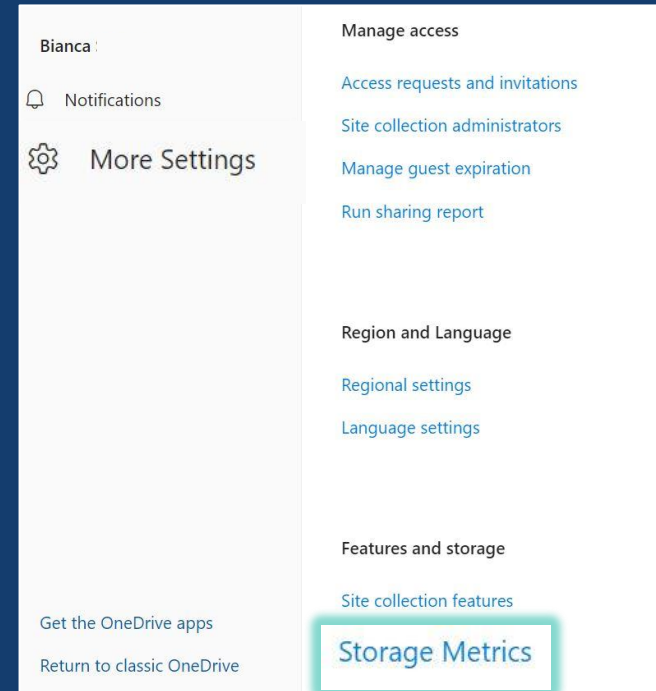 Bianca
Notifications
More Settings
Get the OneDrive apps
Return to classic OneDrive
Manage access
Access requests and invitations
Site collection administrators
Manage guest expiration
Run sharing report
Region and Language
Regional settings
Language settings
Features and storage
Site collection features
Storage Metrics